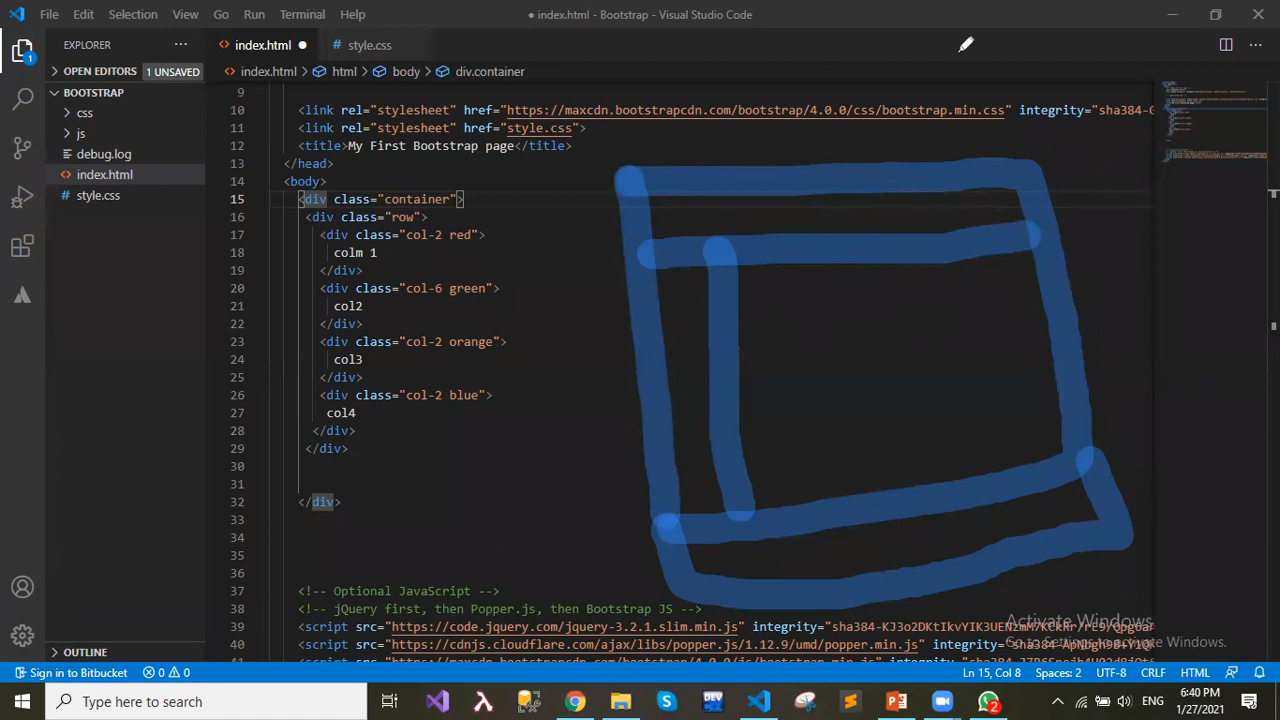 File Edit Selection View Go Run Terminal Help
● index.html - Bootstrap - Visual Studio Code
EXPLORER
index.html
style.css
OPEN EDITORS 1 UNSAVED
index.html > html > body > div.container
BOOTSTRAP
css
js
debug.log
index.html
style.css
9
10 <link rel="stylesheet" href="https://maxcdn.bootstrapcdn.com/bootstrap/4.0.0/css/bootstrap.min.css" integrity="sha384-
11 <link rel="stylesheet" href="style.css">
12 <title>My First Bootstrap page</title>
13 </head>
14 <body>
15 <div class="container">
16 <div class="row">
17 <div class="col-2 red">
18 colm 1
19 </div>
20 <div class="col-6 green">
21 col2
22 </div>
23 <div class="col-2 orange">
24 col3
25 </div>
26 <div class="col-2 blue">
27 col4
28 </div>
29 </div>
30
31
32 </div>
33
34
35
36
37 <!-- Optional JavaScript -->
38 <!-- jQuery first, then Popper.js, then Bootstrap JS -->
39 <script src="https://code.jquery.com/jquery-3.2.1.slim.min.js"
40 <script src="https://cdnjs.cloudflare.com/ajax/libs/popper.js/1.12.9/umd/popper.min.js"
Activate Windows
Go to Settings to activate Windows.
OUTLINE
Sign in to Bitbucket 0 0
Ln 15, Col 8 Spaces: 2 UTF-8 CRLF HTML
Type here to search
ENG
6:40 PM
1/27/2021